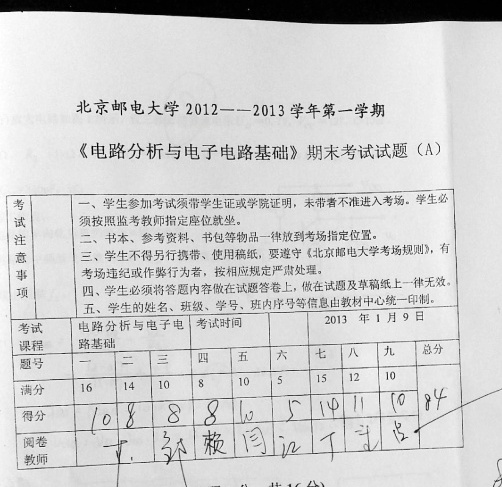 北京邮电大学 2012——2013 学年第一学期
《电路分析与电子电路基础》期末考试试题（A）
考试注意事项
一、学生参加考试须带学生证或学院证明，未带者不准进入考场。学生必
须按照监考教师指定座位就坐。
二、书本、参考资料、书包等物品一律放到考场指定位置。
三、学生不得另行携带、使用稿纸，要遵守《北京邮电大学考场规则》，有
考场违纪或作弊行为者，按相应规定严肃处理。
四、学生必须将答题内容做在试题答卷上，做在试题及草稿纸上一律无效。
五、学生的姓名、班级、学号、班内序号等信息由教材中心统一印制。
考试课程 电路分析与电子电路基础 考试时间 2013 年 1 月 9 日
题号 一 二 三 四 五 六 七 八 九 总分
满分 16 14 10 8 10 5 15 12 10
得分 10 8 8 8 10 5 14 11 10 84
阅卷教师 赖 闫 江 丁